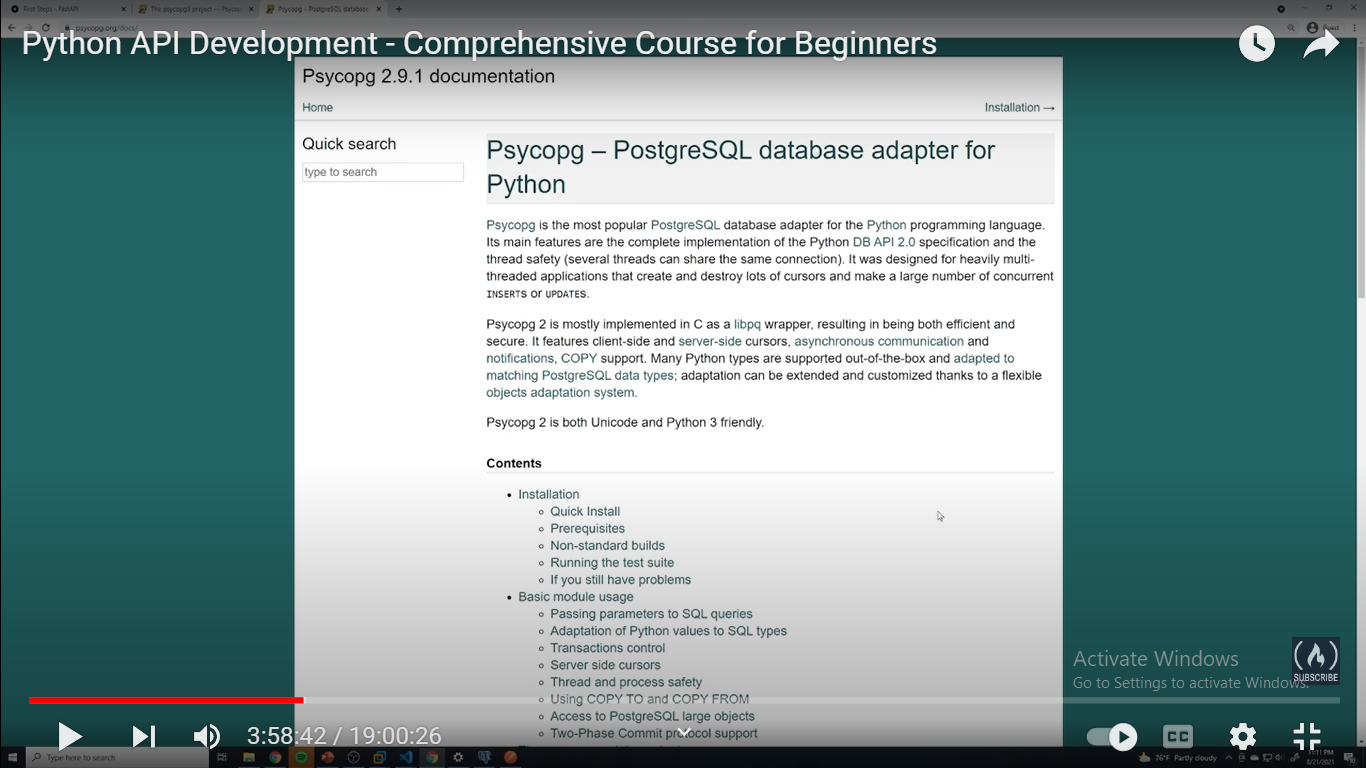 First Steps - FastAPI
The psycopg3 project — Psycop
Psycopg – PostgreSQL database
psycopg.org/docs/
Guest
Python API Development - Comprehensive Course for Beginners
Psycopg 2.9.1 documentation
Home
Installation →
Quick search
type to search
Psycopg – PostgreSQL database adapter for
Python
Psycopg is the most popular PostgreSQL database adapter for the Python programming language.
Its main features are the complete implementation of the Python DB API 2.0 specification and the
thread safety (several threads can share the same connection). It was designed for heavily multi-
threaded applications that create and destroy lots of cursors and make a large number of concurrent
INSERTs or UPDATEs.
Psycopg 2 is mostly implemented in C as a libpq wrapper, resulting in being both efficient and
secure. It features client-side and server-side cursors, asynchronous communication and
notifications, COPY support. Many Python types are supported out-of-the-box and adapted to
matching PostgreSQL data types; adaptation can be extended and customized thanks to a flexible
objects adaptation system.
Psycopg 2 is both Unicode and Python 3 friendly.
Contents
• Installation
◦ Quick Install
◦ Prerequisites
◦ Non-standard builds
◦ Running the test suite
◦ If you still have problems
• Basic module usage
◦ Passing parameters to SQL queries
◦ Adaptation of Python values to SQL types
◦ Transactions control
◦ Server side cursors
◦ Thread and process safety
◦ Using COPY TO and COPY FROM
◦ Access to PostgreSQL large objects
◦ Two-Phase Commit protocol support
Activate Windows
Go to Settings to activate Windows.
SUBSCRIBE
3:58:42 / 19:00:26
CC
Type here to search
76°F Partly cloudy
11:11 PM
8/21/2021